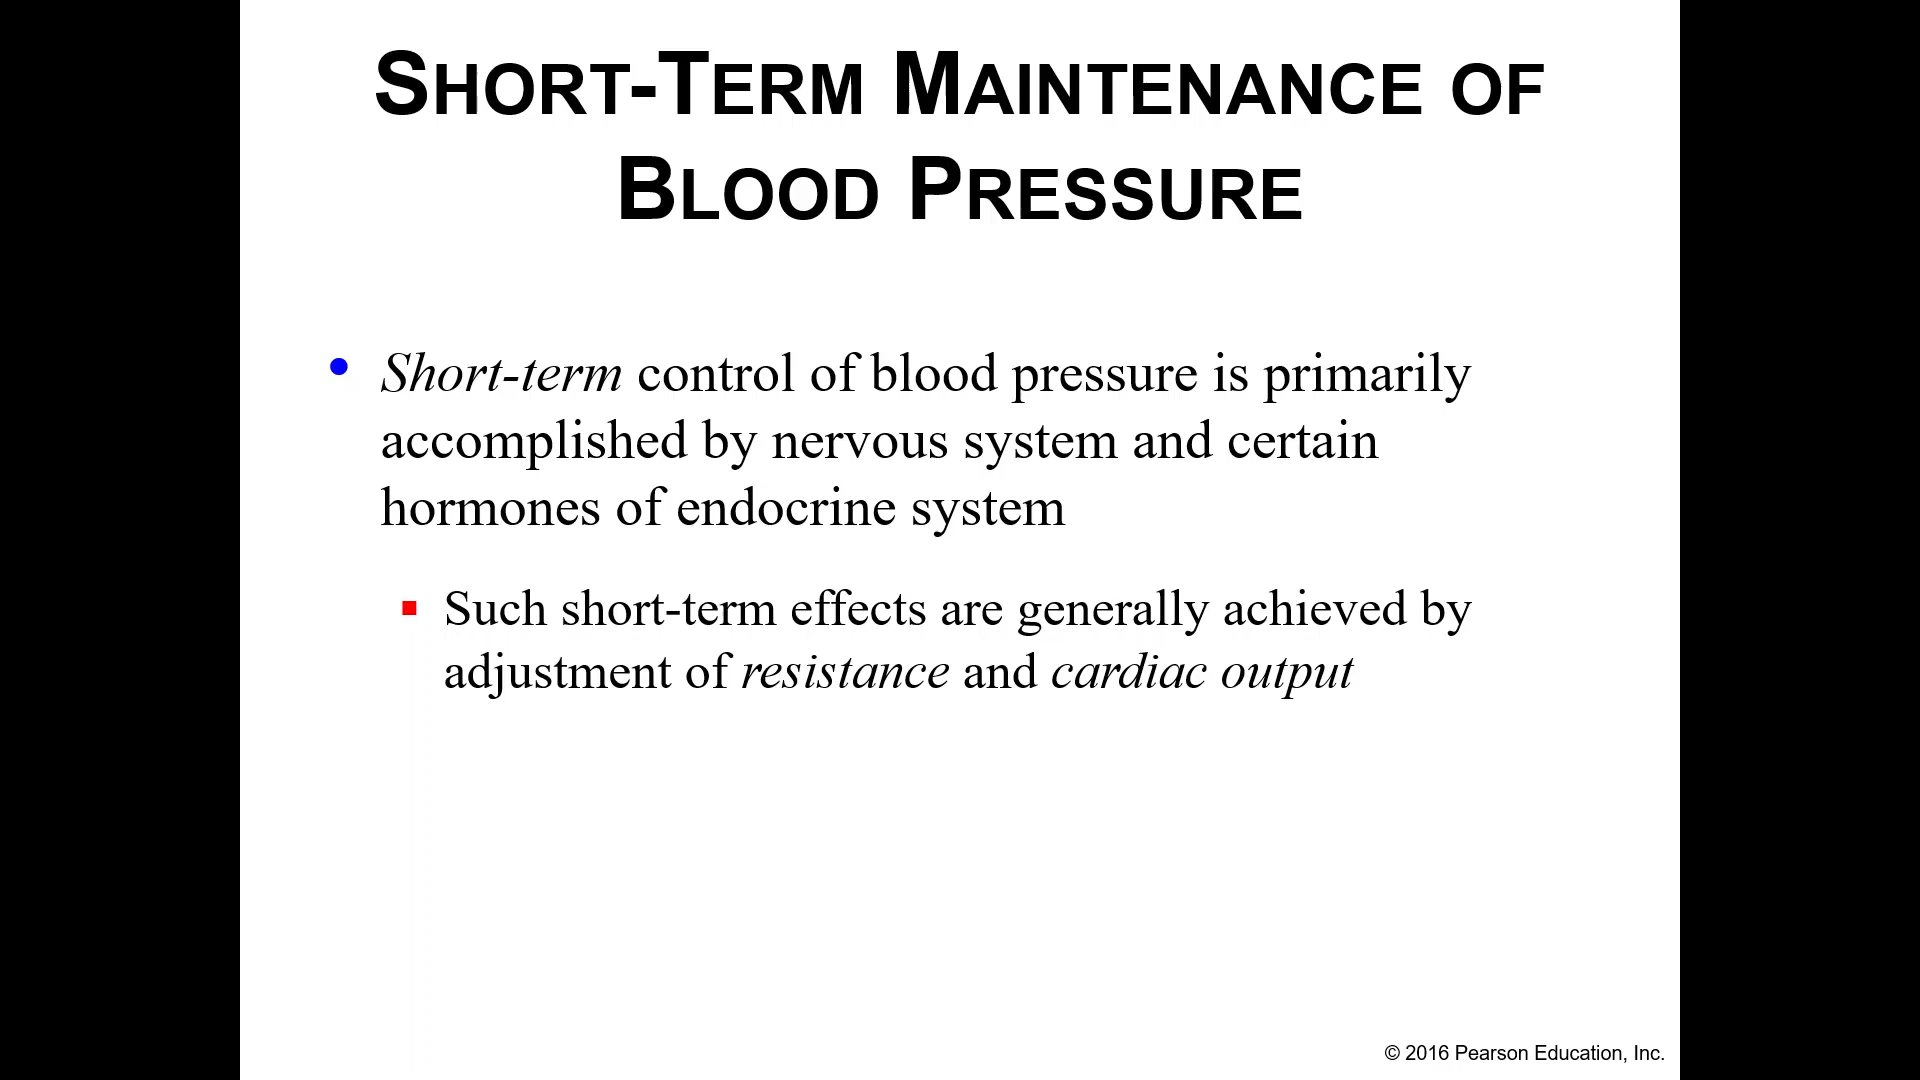 SHORT-TERM MAINTENANCE OF
BLOOD PRESSURE
• Short-term control of blood pressure is primarily
accomplished by nervous system and certain
hormones of endocrine system
▪ Such short-term effects are generally achieved by
adjustment of resistance and cardiac output
© 2016 Pearson Education, Inc.